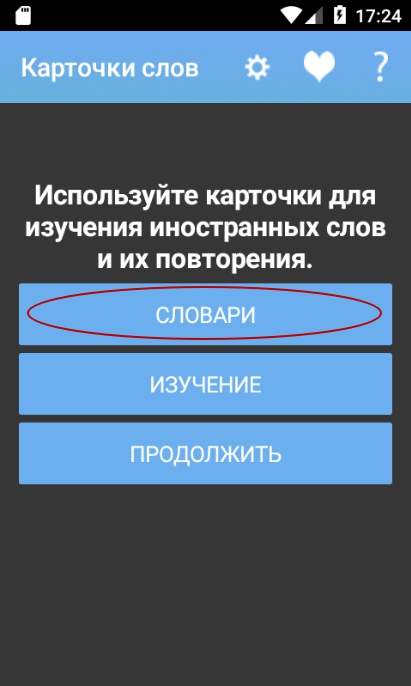 17:24
Карточки слов
?
Используйте карточки для
изучения иностранных слов
и их повторения.
СЛОВАРИ
ИЗУЧЕНИЕ
ПРОДОЛЖИТЬ